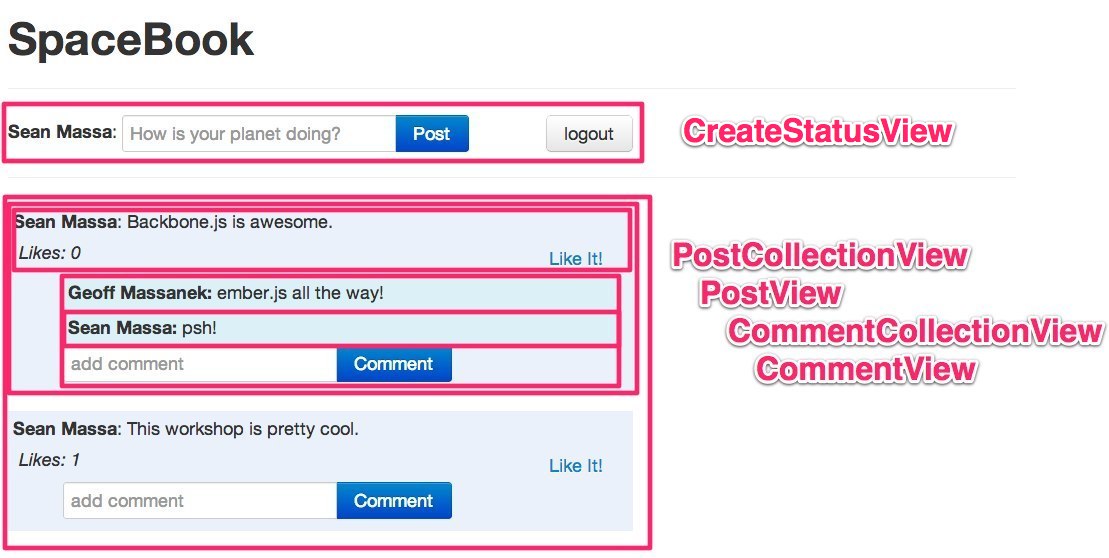 SpaceBook
Sean Massa: How is your planet doing? Post logout CreateStatusView
Sean Massa: Backbone.js is awesome.
Likes: 0 Like It! PostCollectionView
Geoff Massanek: ember.js all the way! PostView
Sean Massa: psh! CommentCollectionView
add comment Comment CommentView
Sean Massa: This workshop is pretty cool.
Likes: 1 Like It!
add comment Comment